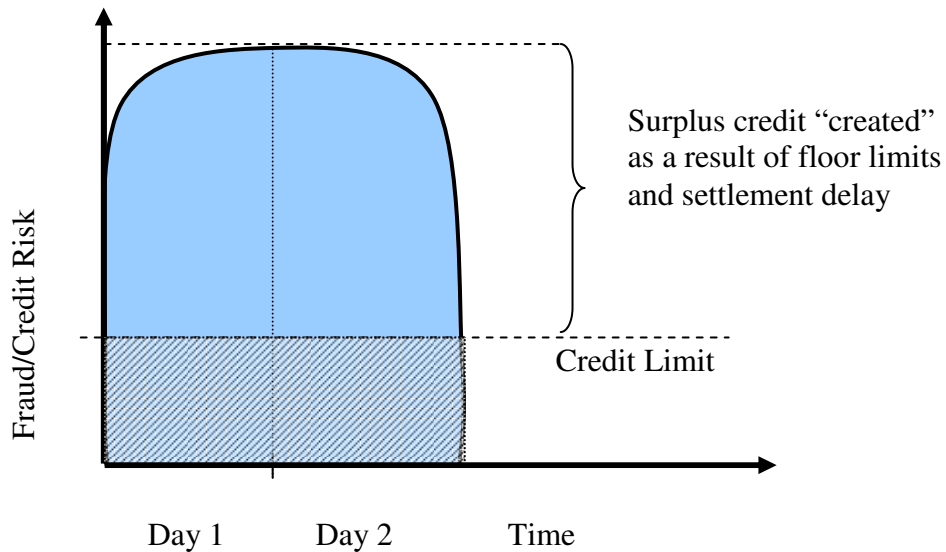 Surplus credit “created”
as a result of floor limits
and settlement delay
Fraud/Credit Risk
Credit Limit
Day 1
Day 2
Time